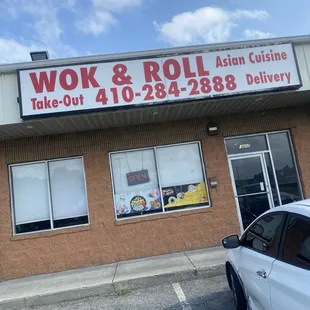 WOK & ROLL Asian Cuisine
Take-Out 410-284-2888 Delivery
OPEN